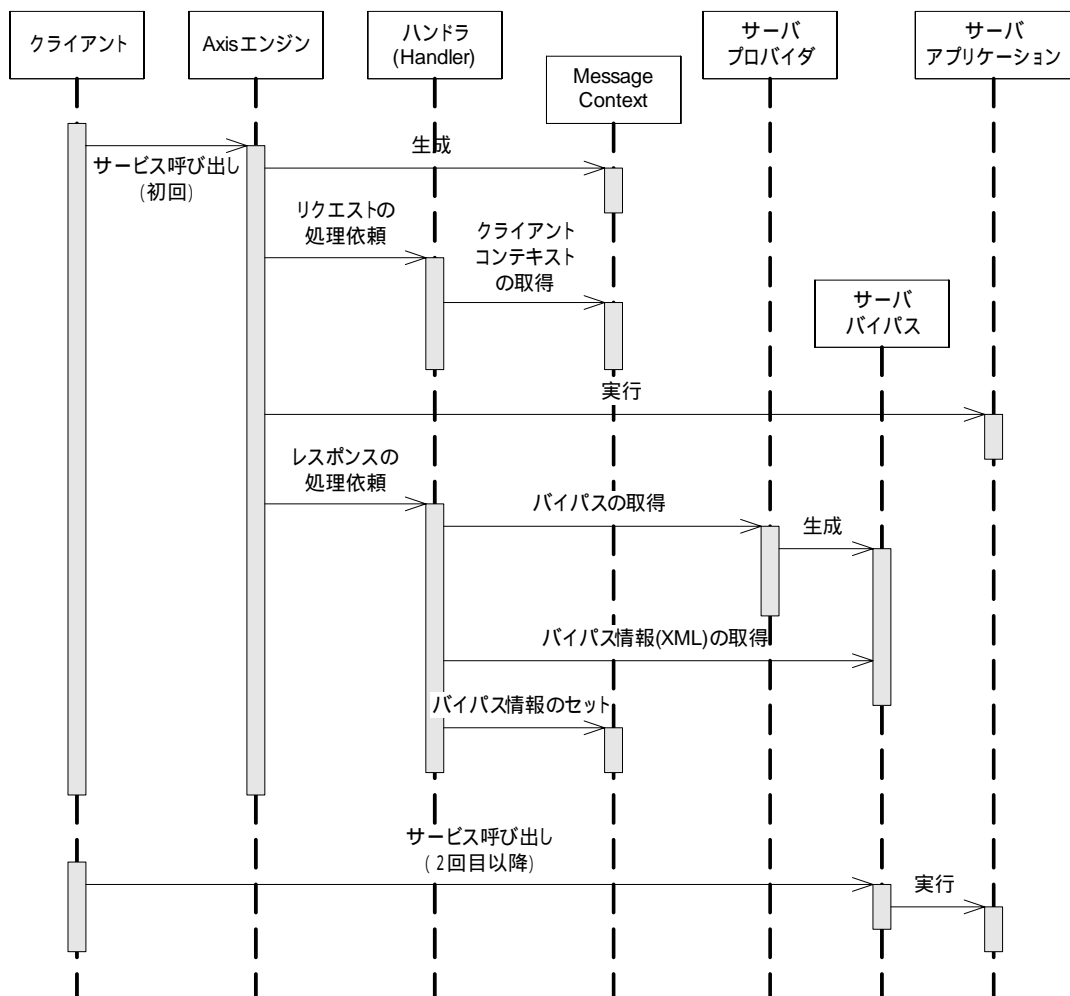 クライアント
Axisエンジン
ハンドラ
(Handler)
サーバ
プロバイダ
サーバ
アプリケーション
Message
Context
サービス呼び出し
(初回)
生成
リクエストの
処理依頼
クライアント
コンテキスト
の取得
サーバ
バイパス
実行
レスポンスの
処理依頼
バイパスの取得
生成
バイパス情報(XML)の取得
バイパス情報のセット
サービス呼び出し
(2回目以降)
実行